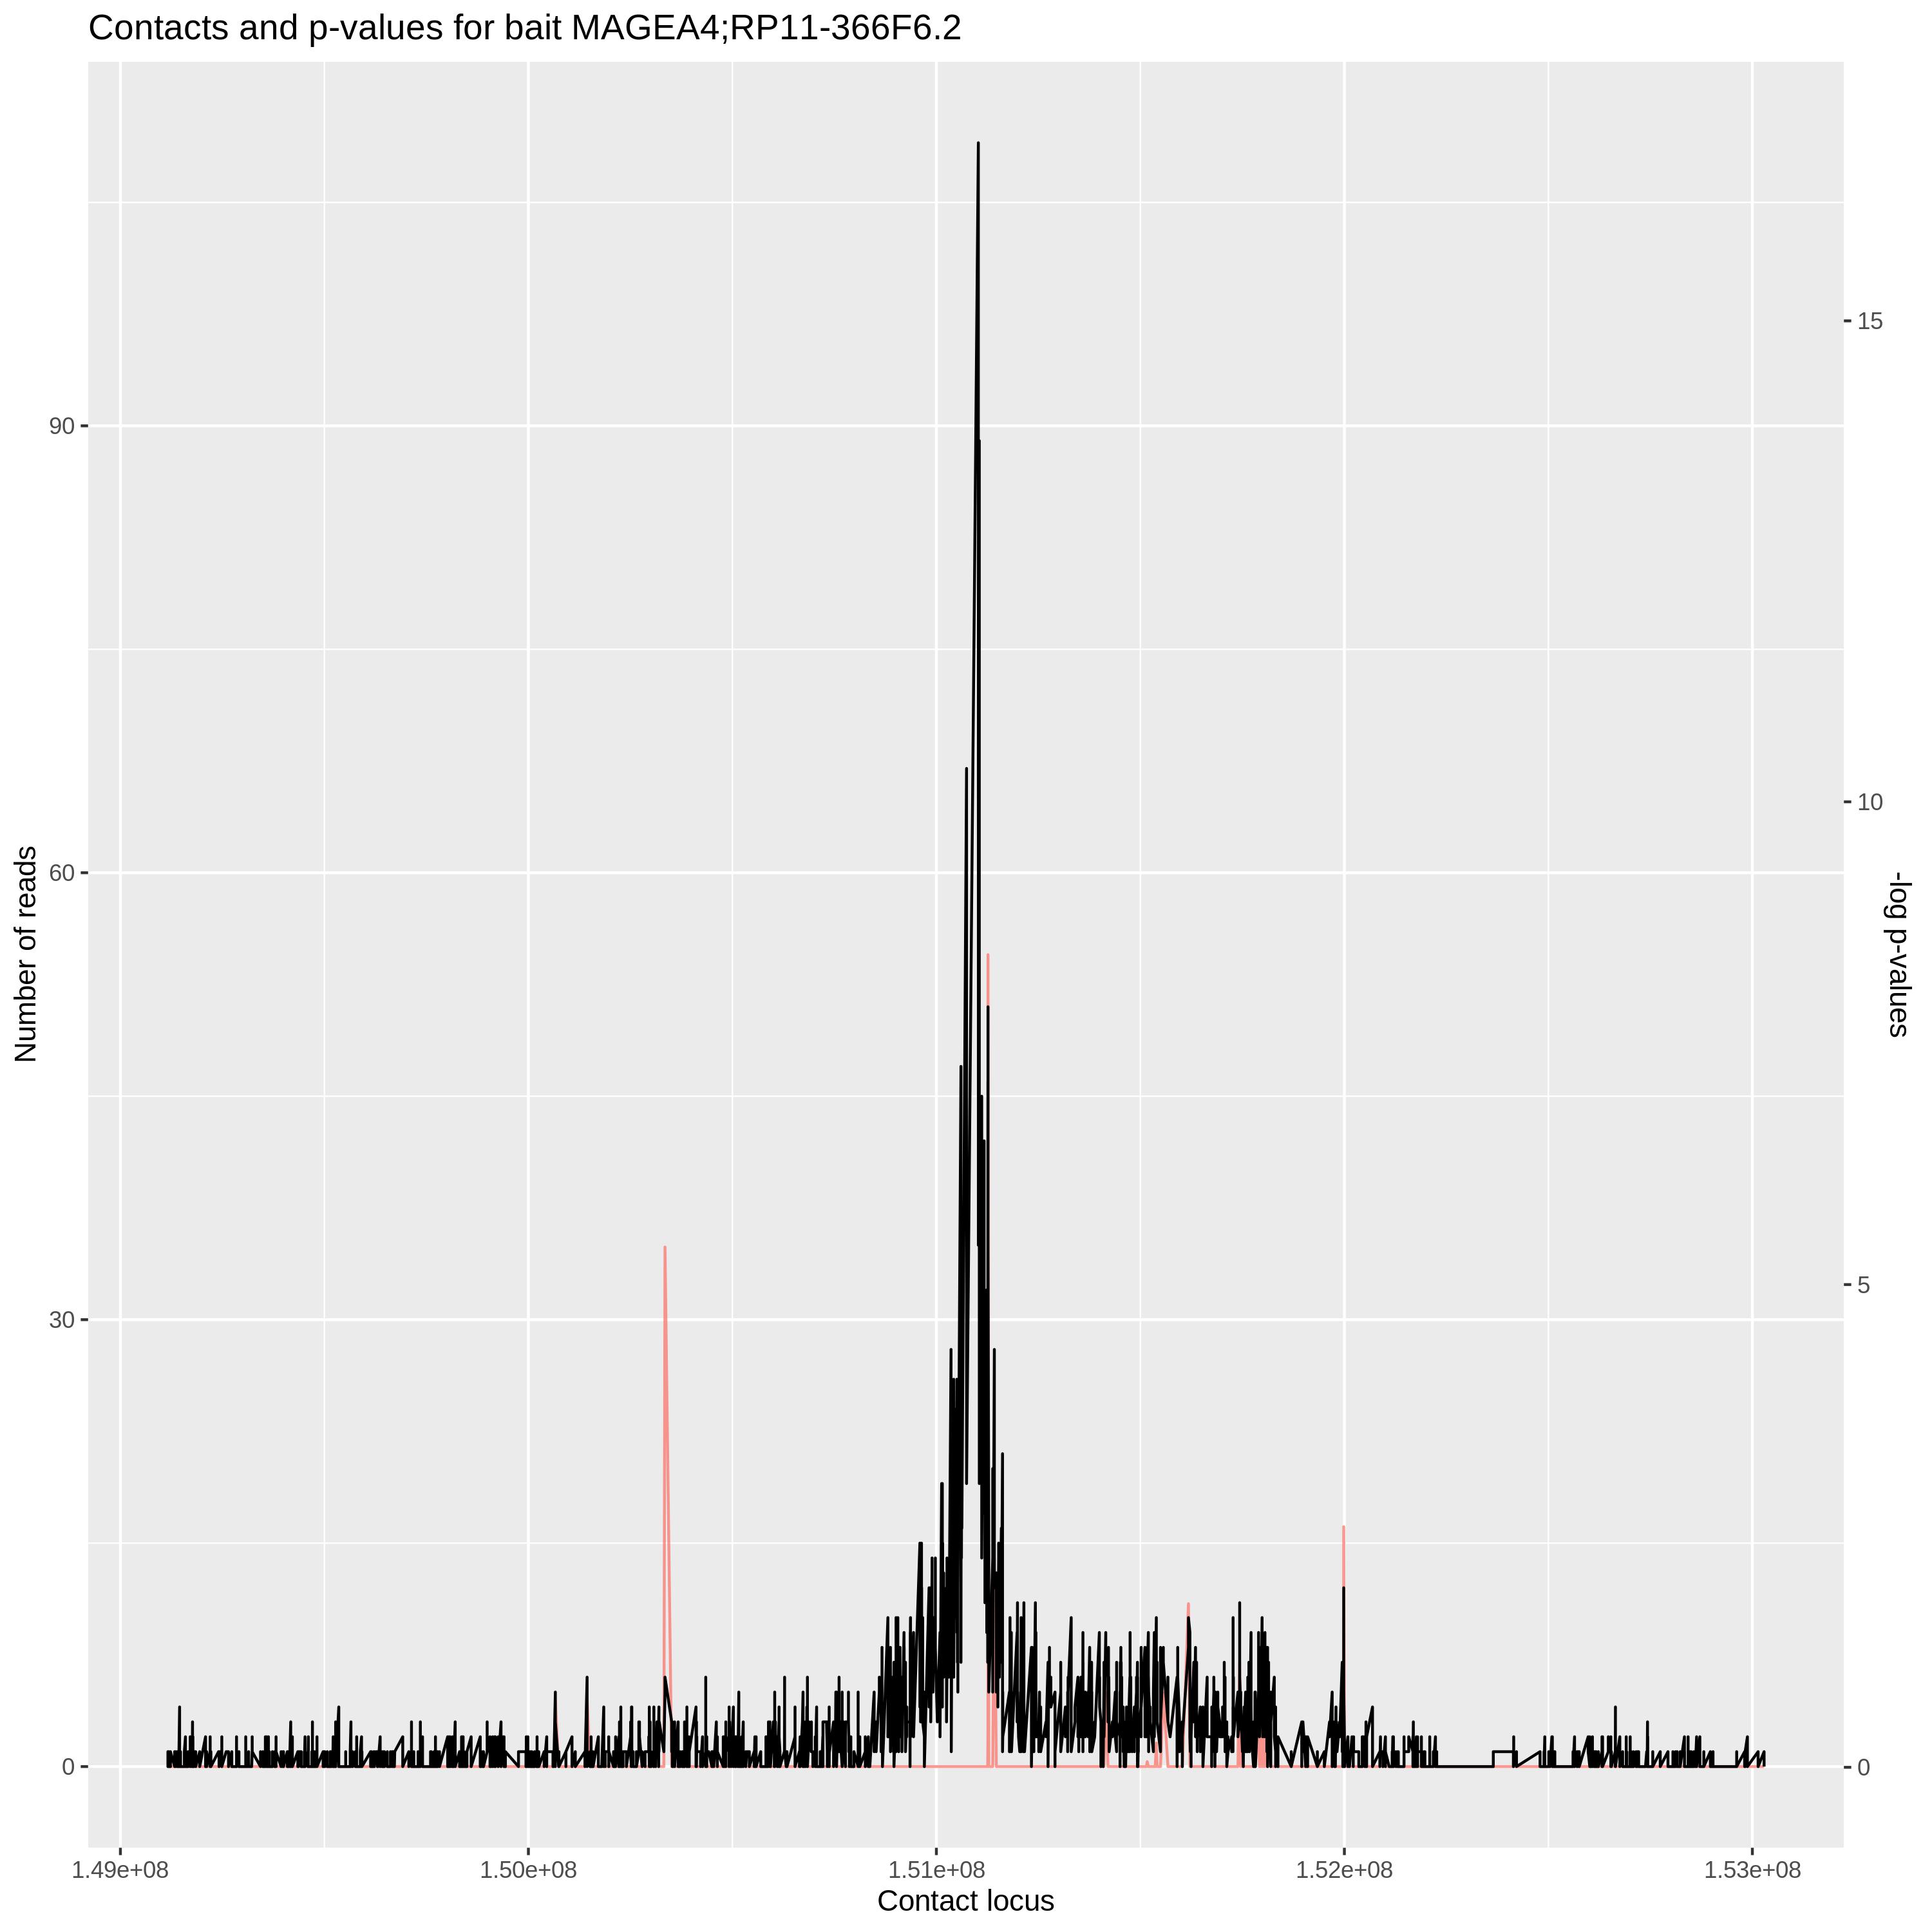 Contacts and p-values for bait MAGEA4;RP11-366F6.2
90
60
30
0
Number of reads
15
10
5
0
-log p-values
1.49e+08 1.50e+08 1.51e+08 1.52e+08 1.53e+08
Contact locus